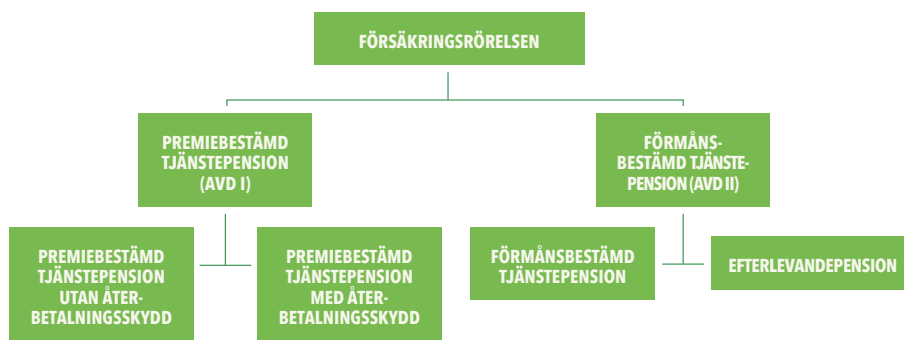 FÖRSÄKRINGSRÖRELSEN
PREMIEBESTÄMD
TJÄNSTEPENSION
(AVD I)
FÖRMÅNS-
BESTÄMD TJÄNSTE-
PENSION (AVD II)
PREMIEBESTÄMD
TJÄNSTEPENSION
UTAN ÅTER-
BETALNINGSSKYDD
PREMIEBESTÄMD
TJÄNSTEPENSION
MED ÅTER-
BETALNINGSSKYDD
FÖRMÅNSBESTÄMD
TJÄNSTEPENSION
EFTERLEVANDEPENSION